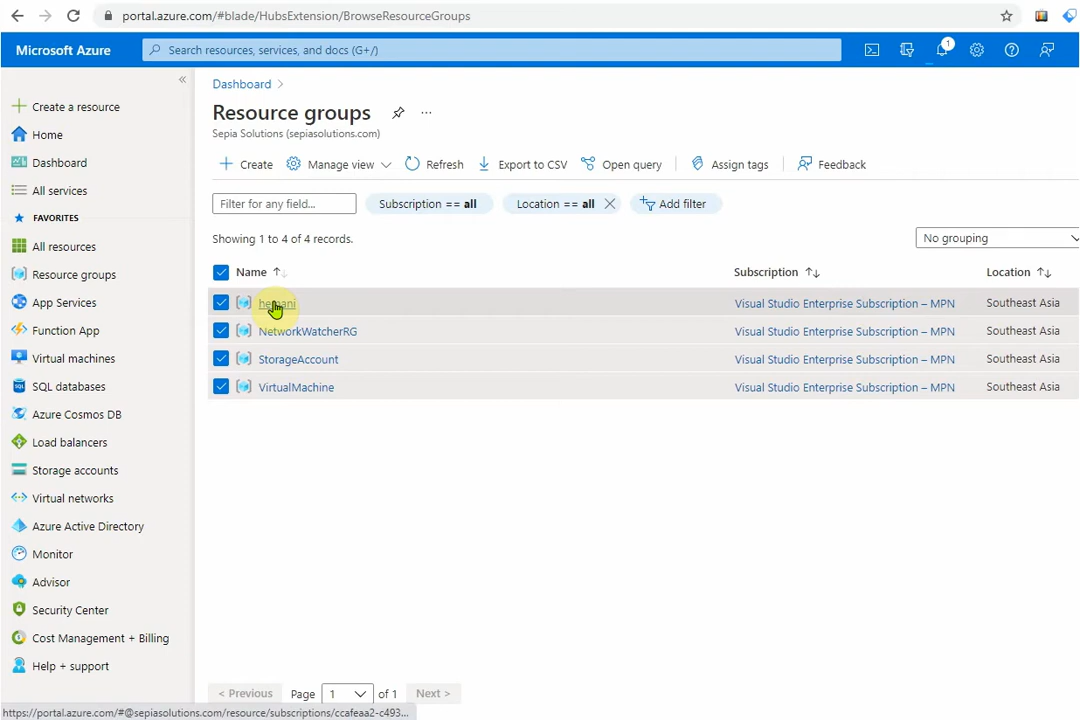 portal.azure.com/#blade/HubsExtension/BrowseResourceGroups
Microsoft Azure
Search resources, services, and docs (G+/)
1
Create a resource
Home
Dashboard
All services
FAVORITES
All resources
Resource groups
App Services
Function App
Virtual machines
SQL databases
Azure Cosmos DB
Load balancers
Storage accounts
Virtual networks
Azure Active Directory
Monitor
Advisor
Security Center
Cost Management + Billing
Help + support
Dashboard >
Resource groups
Sepia Solutions (sepiasolutions.com)
Create Manage view Refresh Export to CSV Open query Assign tags Feedback
Filter for any field... Subscription == all Location == all Add filter
Showing 1 to 4 of 4 records. No grouping
Name Subscription Location
Visual Studio Enterprise Subscription – MPN Southeast Asia
NetworkWatcherRG Visual Studio Enterprise Subscription – MPN Southeast Asia
StorageAccount Visual Studio Enterprise Subscription – MPN Southeast Asia
VirtualMachine Visual Studio Enterprise Subscription – MPN Southeast Asia
< Previous Page 1 of 1 Next >
https://portal.azure.com/#@sepiasolutions.com/resource/subscriptions/ccafeaa2-c493...